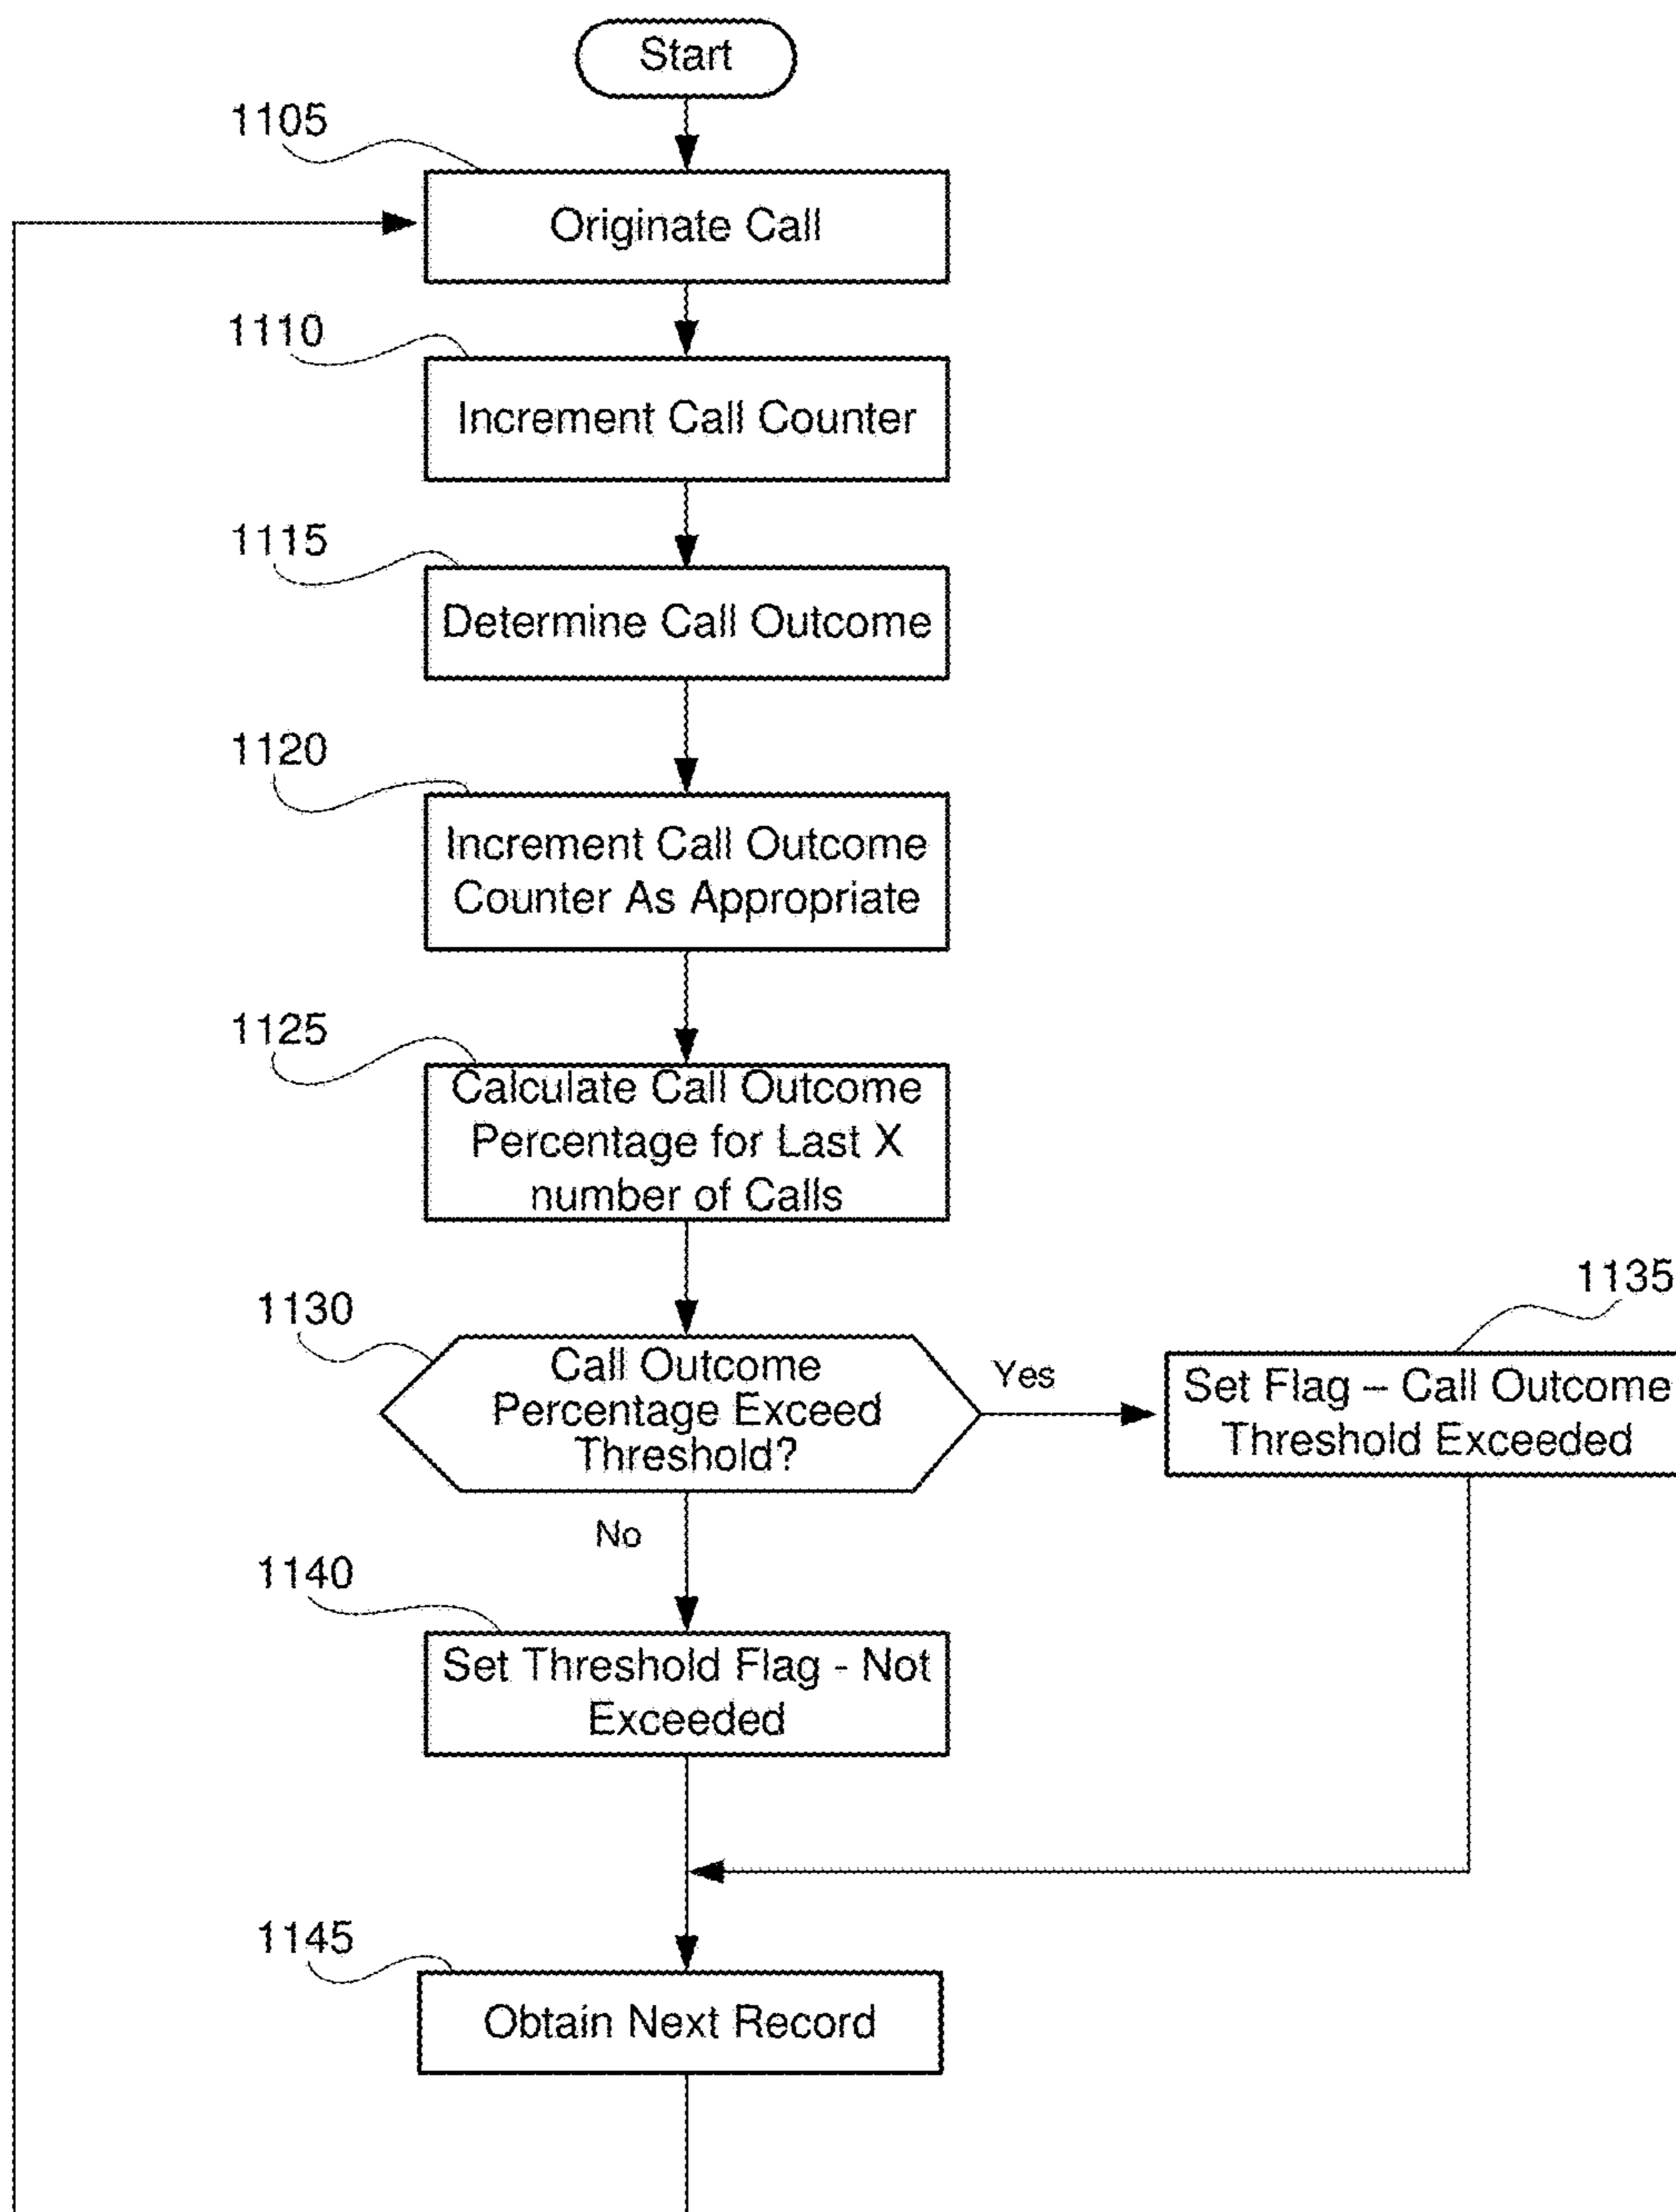 Start
1105
Originate Call
1110
Increment Call Counter
1115
Determine Call Outcome
1120
Increment Call Outcome
Counter As Appropriate
1125
Calculate Call Outcome
Percentage for Last X
number of Calls
1130
Call Outcome
Percentage Exceed
Threshold?
Yes
1135
Set Flag – Call Outcome
Threshold Exceeded
No
1140
Set Threshold Flag - Not
Exceeded
1145
Obtain Next Record